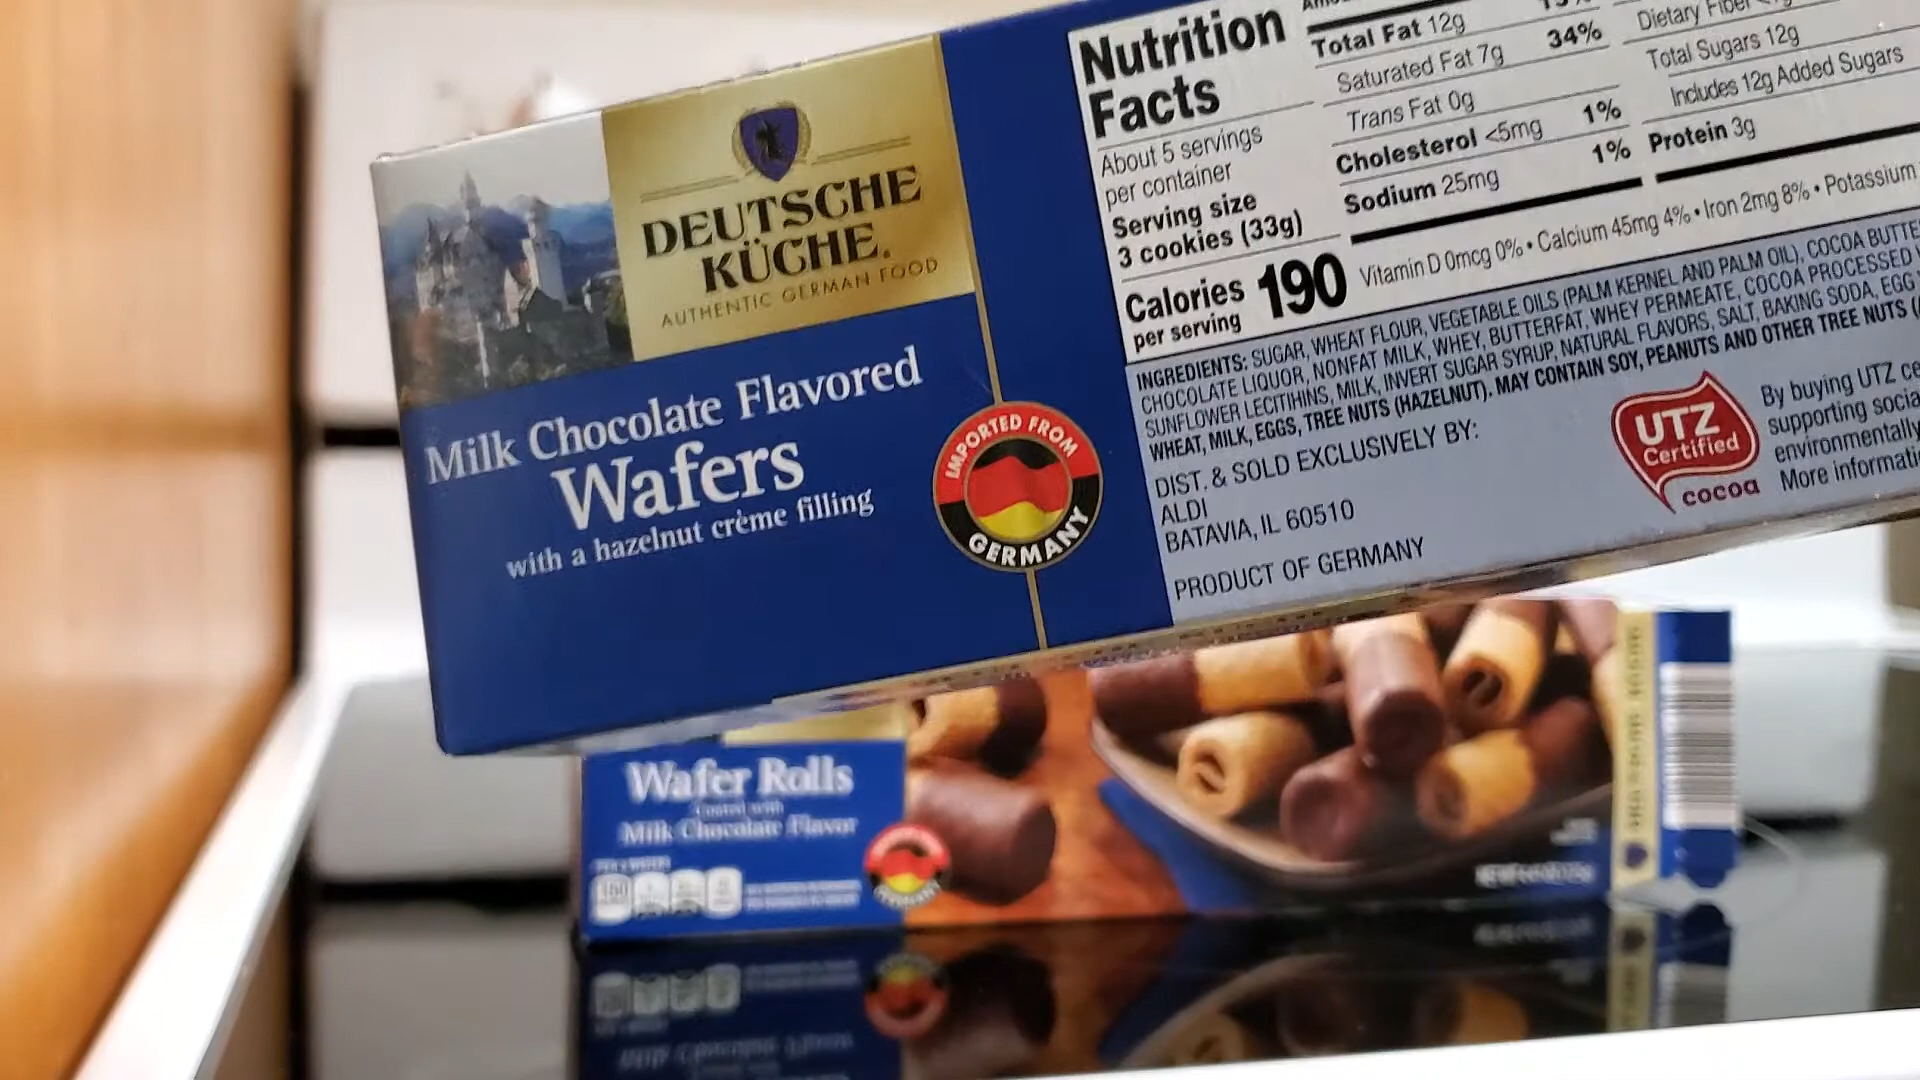 DEUTSCHE
KÜCHE.
AUTHENTIC GERMAN FOOD
Milk Chocolate Flavored
Wafers
with a hazelnut crème filling
IMPORTED FROM
GERMANY
Nutrition
Facts
About 5 servings
per container
Serving size
3 cookies (33g)
Calories
per serving
190
Total Fat 12g
Saturated Fat 7g 34%
Trans Fat 0g
Cholesterol <5mg 1%
Sodium 25mg 1%
Dietary Fiber
Total Sugars 12g
Includes 12g Added Sugars
Protein 3g
Vitamin D 0mcg 0% • Calcium 45mg 4% • Iron 2mg 8% • Potassium
INGREDIENTS: SUGAR, WHEAT FLOUR, VEGETABLE OILS (PALM KERNEL AND PALM OIL), COCOA
CHOCOLATE LIQUOR, NONFAT MILK, WHEY, BUTTERFAT, WHEY PERMEATE, COCOA PROCESSED
SUNFLOWER LECITHINS, MILK, INVERT SUGAR SYRUP, NATURAL FLAVORS, SALT, BAKING SODA, EGG
WHEAT, MILK, EGGS, TREE NUTS (HAZELNUT). MAY CONTAIN SOY, PEANUTS AND OTHER TREE NUTS
DIST. & SOLD EXCLUSIVELY BY:
ALDI
BATAVIA, IL 60510
PRODUCT OF GERMANY
UTZ
Certified
cocoa
By buying UTZ
supporting
environmentally
More
Wafer Rolls
Coated with
Milk Chocolate Flavor